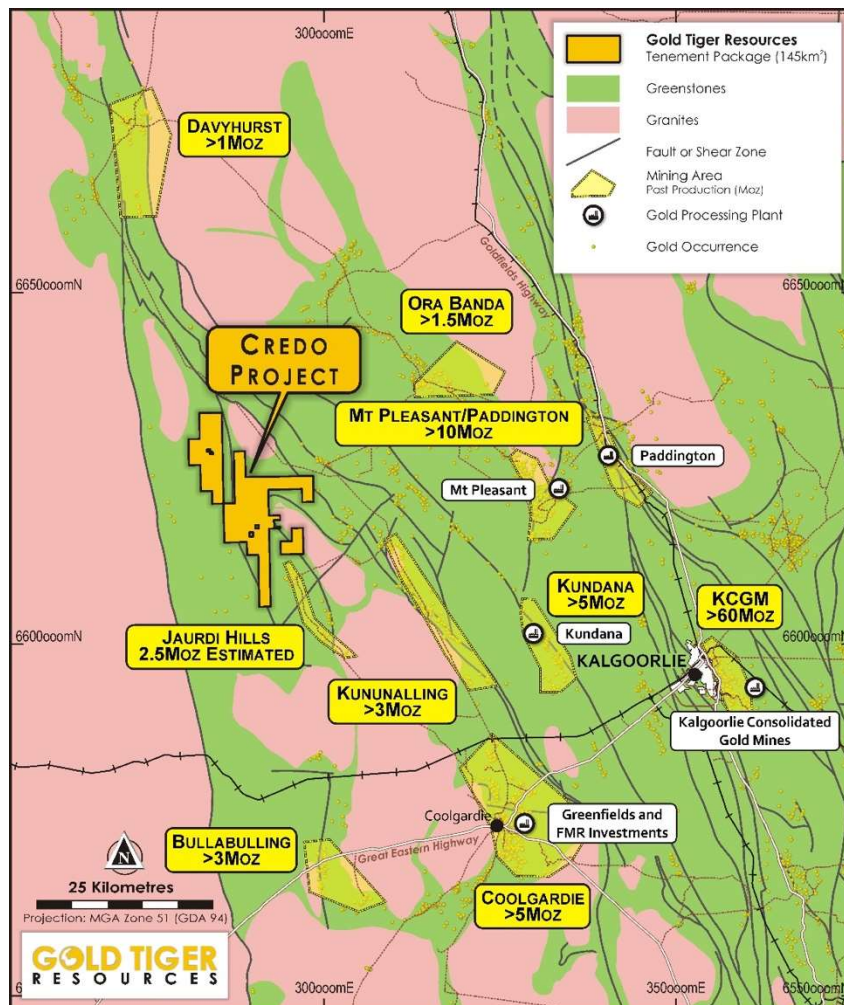 300000mE
Gold Tiger Resources
Tenement Package (145km²)
Greenstones
Granites
Fault or Shear Zone
Mining Area
Past Production (Moz)
Gold Processing Plant
Gold Occurrence
DAVYHURST
>1MOZ
Goldfields Highway
6650000mN
6650000mN
ORA BANDA
>1.5MOZ
CREDO
PROJECT
MT PLEASANT/PADDINGTON
>10MOZ
Paddington
Mt Pleasant
KUNDANA
>5MOZ
KCGM
>60MOZ
6600000mN
6600000mN
JAURDI HILLS
2.5MOZ ESTIMATED
Kundana
KALGOORLIE
KUNUNALLING
>3MOZ
Kalgoorlie Consolidated
Gold Mines
Coolgardie
Greenfields and
FMR Investments
BULLABULLING
>3MOZ
Great Eastern Highway
N
25 Kilometres
Projection: MGA Zone 51 (GDA 94)
COOLGARDIE
>5MOZ
GOLD TIGER
RESOURCES
300000mE
350000mE
6550000mN